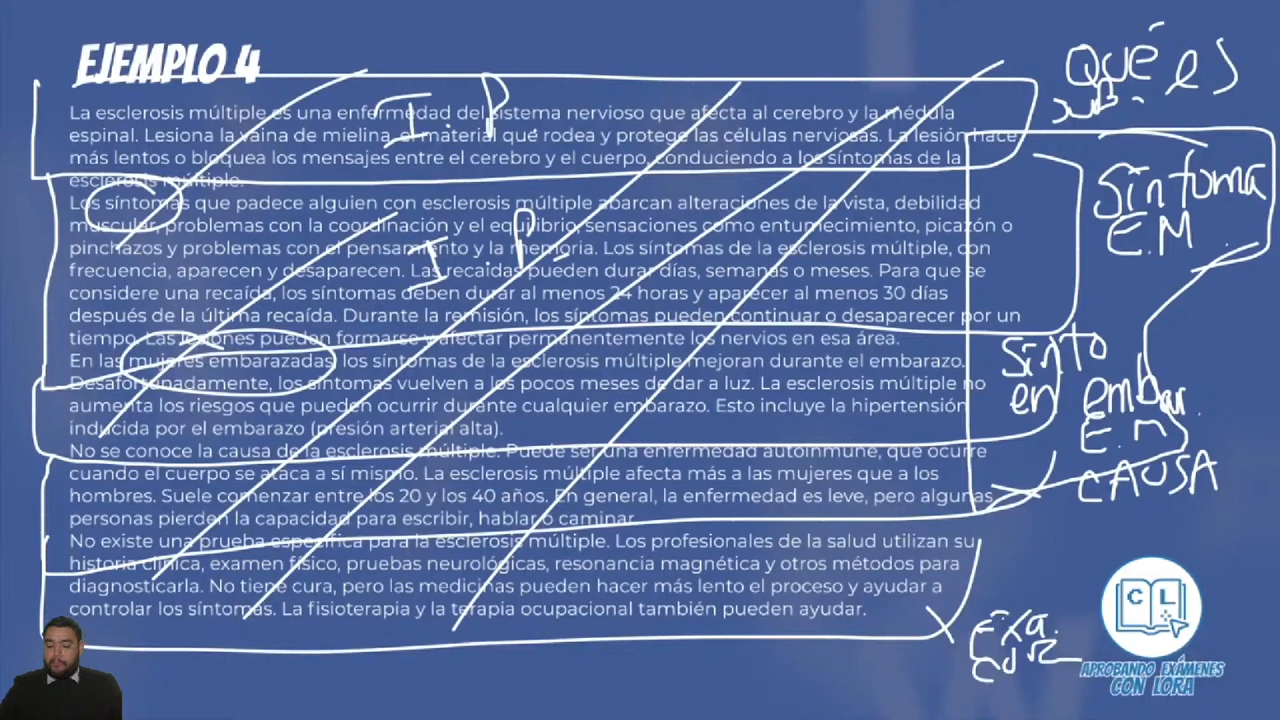 EJEMPLO 4
Qué es
sub.
La esclerosis múltiple es una enfermedad del sistema nervioso que afecta al cerebro y la médula
I. P.
espinal. Lesiona la vaina de mielina, el material que rodea y protege las células nerviosas. La lesión hace
más lentos o bloquea los mensajes entre el cerebro y el cuerpo, conduciendo a los síntomas de la
esclerosis múltiple.
Síntoma
E.M
Los síntomas que padece alguien con esclerosis múltiple abarcan alteraciones de la vista, debilidad
muscular, problemas con la coordinación y el equilibrio, sensaciones como entumecimiento, picazón o
pinchazos y problemas con el pensamiento y la memoria. Los síntomas de la esclerosis múltiple, con
I. P.
frecuencia, aparecen y desaparecen. Las recaídas pueden durar días, semanas o meses. Para que se
considere una recaída, los síntomas deben durar al menos 24 horas y aparecer al menos 30 días
después de la última recaída. Durante la remisión, los síntomas pueden continuar o desaparecer por un
tiempo. Las lesiones pueden formarse y afectar permanentemente los nervios en esa área.
En las mujeres embarazadas, los síntomas de la esclerosis múltiple mejoran durante el embarazo.
Desafortunadamente, los síntomas vuelven a los pocos meses de dar a luz. La esclerosis múltiple no
aumenta los riesgos que pueden ocurrir durante cualquier embarazo. Esto incluye la hipertensión
inducida por el embarazo (presión arterial alta).
Sínto
en embar.
E.M
CAUSA
No se conoce la causa de la esclerosis múltiple. Puede ser una enfermedad autoinmune, que ocurre
cuando el cuerpo se ataca a sí mismo. La esclerosis múltiple afecta más a las mujeres que a los
hombres. Suele comenzar entre los 20 y los 40 años. En general, la enfermedad es leve, pero algunas
personas pierden la capacidad para escribir, hablar o caminar.
No existe una prueba específica para la esclerosis múltiple. Los profesionales de la salud utilizan su
historia clínica, examen físico, pruebas neurológicas, resonancia magnética y otros métodos para
diagnosticarla. No tiene cura, pero las medicinas pueden hacer más lento el proceso y ayudar a
controlar los síntomas. La fisioterapia y la terapia ocupacional también pueden ayudar.
Exa.
C L
APROBANDO EXÁMENES
CON LORA